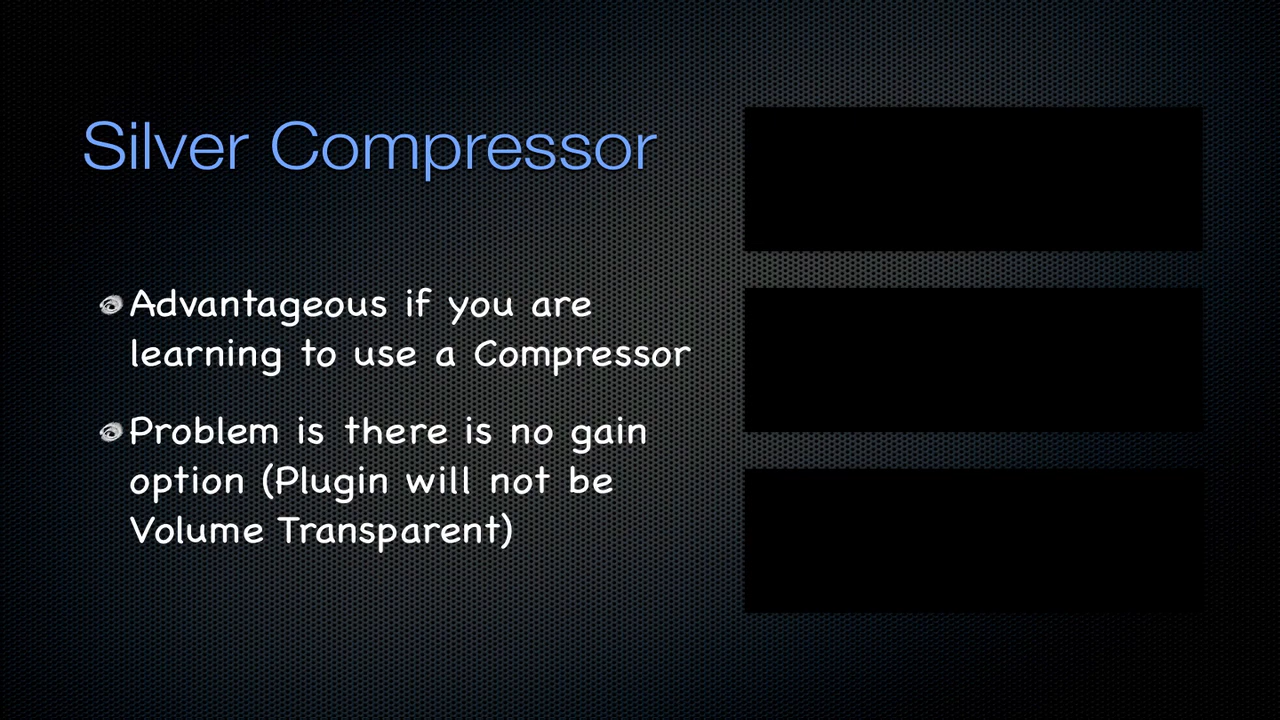 Silver Compressor
Advantageous if you are
learning to use a Compressor
Problem is there is no gain
option (Plugin will not be
Volume Transparent)